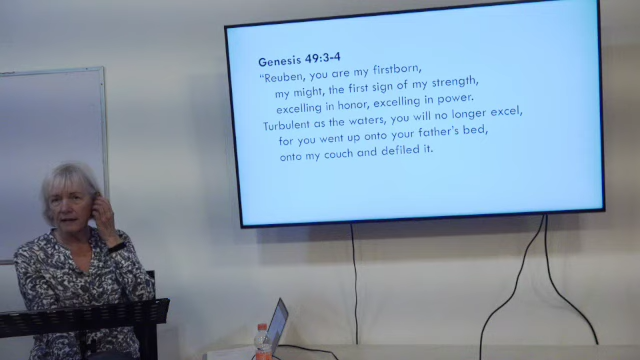 Genesis 49:3-4
“Reuben, you are my firstborn,
my might, the first sign of my strength,
excelling in honor, excelling in power.
Turbulent as the waters, you will no longer excel,
for you went up onto your father’s bed,
onto my couch and defiled it.